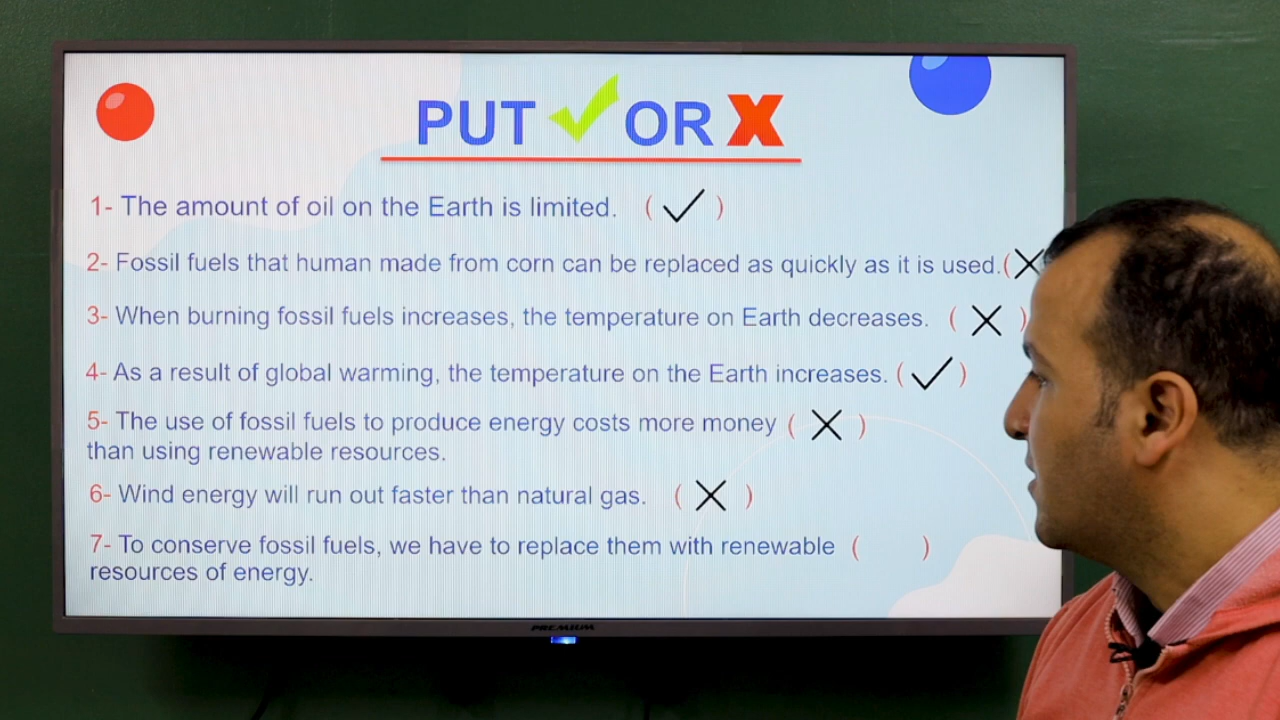 PUT ✓ OR X
1- The amount of oil on the Earth is limited. ( ✓ )
2- Fossil fuels that human made from corn can be replaced as quickly as it is used.( X
3- When burning fossil fuels increases, the temperature on Earth decreases. ( X )
4- As a result of global warming, the temperature on the Earth increases. ( ✓ )
5- The use of fossil fuels to produce energy costs more money ( X )
than using renewable resources.
6- Wind energy will run out faster than natural gas. ( X )
7- To conserve fossil fuels, we have to replace them with renewable ( )
resources of energy.
PREMIUM